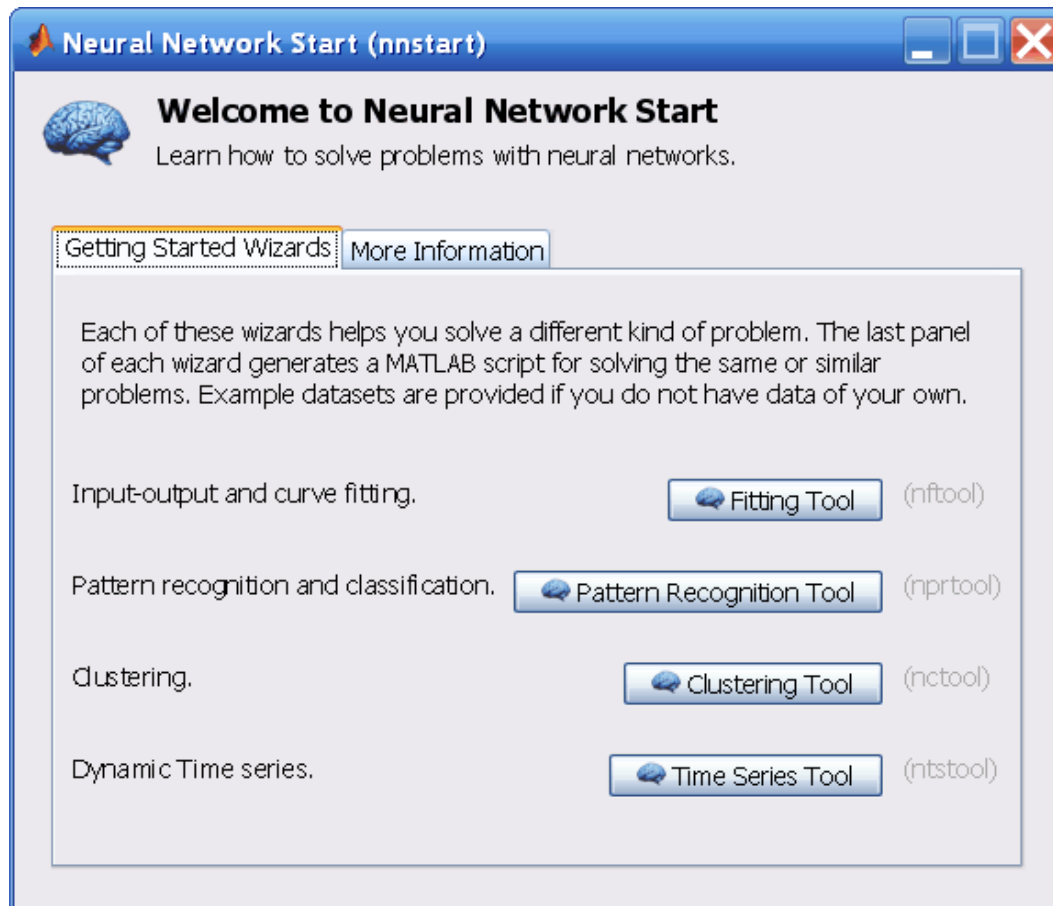 Neural Network Start (nnstart)
Welcome to Neural Network Start
Learn how to solve problems with neural networks.
Getting Started Wizards More Information
Each of these wizards helps you solve a different kind of problem. The last panel
of each wizard generates a MATLAB script for solving the same or similar
problems. Example datasets are provided if you do not have data of your own.
Input-output and curve fitting. Fitting Tool (nftool)
Pattern recognition and classification. Pattern Recognition Tool (nprtool)
Clustering. Clustering Tool (nctool)
Dynamic Time series. Time Series Tool (ntstool)